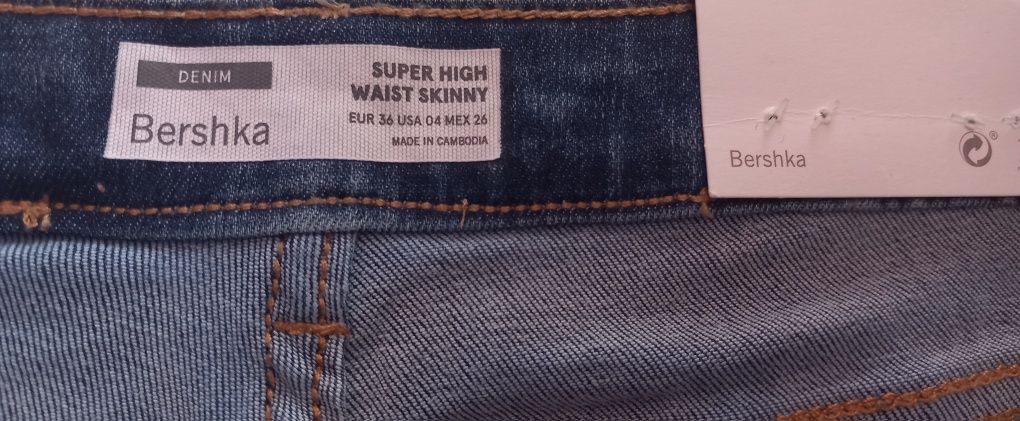 DENIM
Bershka
SUPER HIGH
WAIST SKINNY
EUR 36 USA 04 MEX 26
MADE IN CAMBODIA
Bershka
®